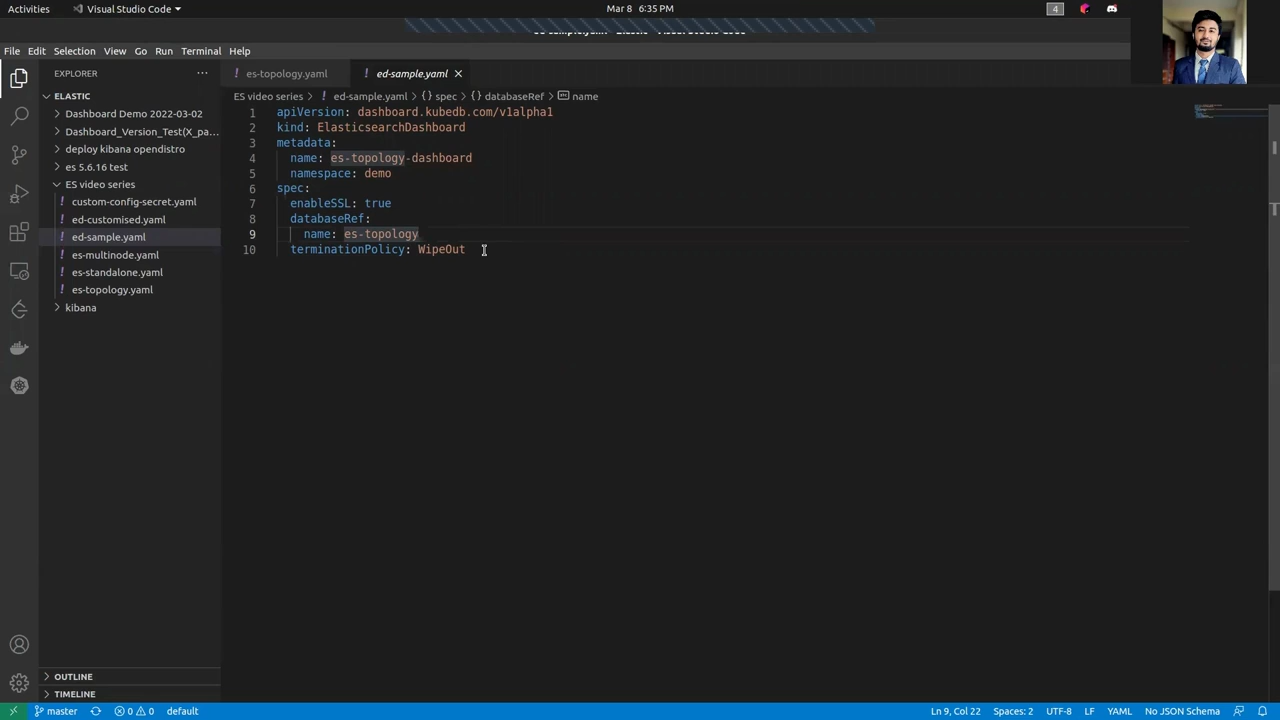 Activities
Visual Studio Code
Mar 8 6:35 PM
4
File Edit Selection View Go Run Terminal Help
EXPLORER
es-topology.yaml
ed-sample.yaml
ELASTIC
ES video series > ed-sample.yaml > {} spec > {} databaseRef > abc name
Dashboard Demo 2022-03-02
Dashboard_Version_Test(X_pa...
deploy kibana opendistro
es 5.6.16 test
ES video series
! custom-config-secret.yaml
! ed-customised.yaml
! ed-sample.yaml
! es-multinode.yaml
! es-standalone.yaml
! es-topology.yaml
kibana
1 apiVersion: dashboard.kubedb.com/v1alpha1
2 kind: ElasticsearchDashboard
3 metadata:
4 name: es-topology-dashboard
5 namespace: demo
6 spec:
7 enableSSL: true
8 databaseRef:
9 name: es-topology
10 terminationPolicy: WipeOut
OUTLINE
TIMELINE
master
0 0
default
Ln 9, Col 22
Spaces: 2
UTF-8
LF
YAML
No JSON Schema